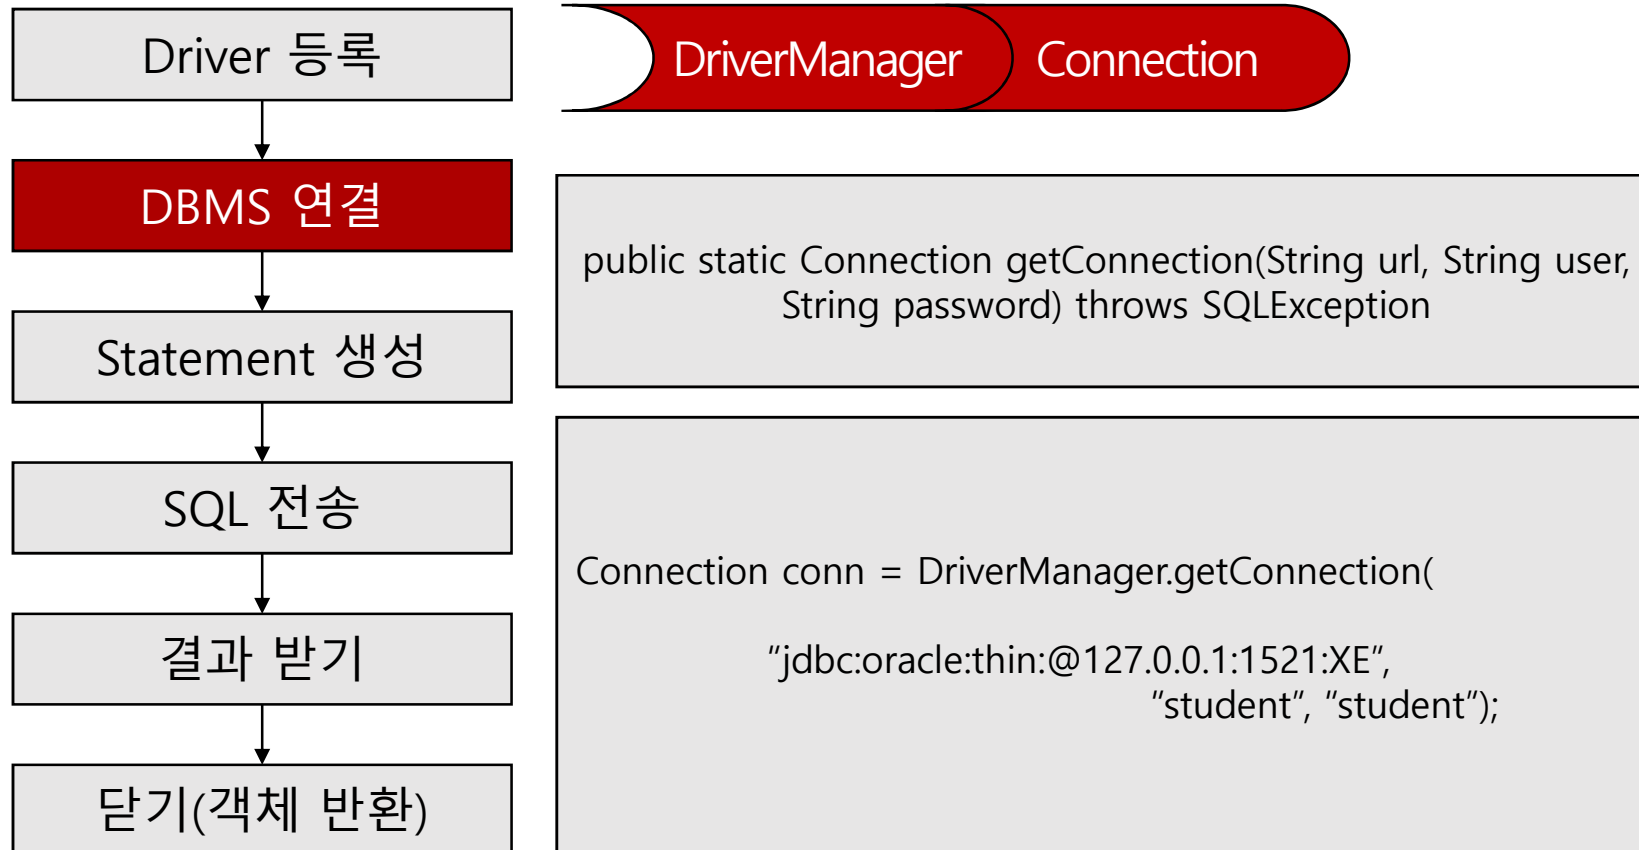 Driver 등록
DBMS 연결
Statement 생성
SQL 전송
결과 받기
닫기(객체 반환)
DriverManager
Connection
public static Connection getConnection(String url, String user,
String password) throws SQLException
Connection conn = DriverManager.getConnection(
“jdbc:oracle:thin:@127.0.0.1:1521:XE”,
“student”, “student”);